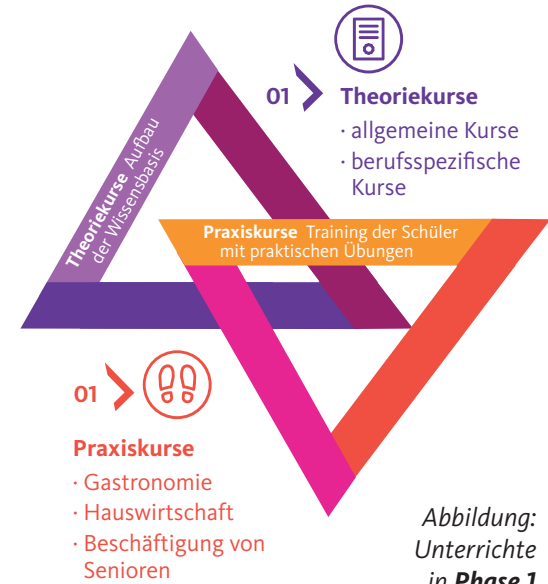 01
Theoriekurse
· allgemeine Kurse
· berufsspezifische
Kurse
Theoriekurse Aufbau
der Wissensbasis
Praxiskurse Training der Schüler
mit praktischen Übungen
01
Praxiskurse
· Gastronomie
· Hauswirtschaft
· Beschäftigung von
Senioren
Abbildung:
Unterrichte
in Phase 1